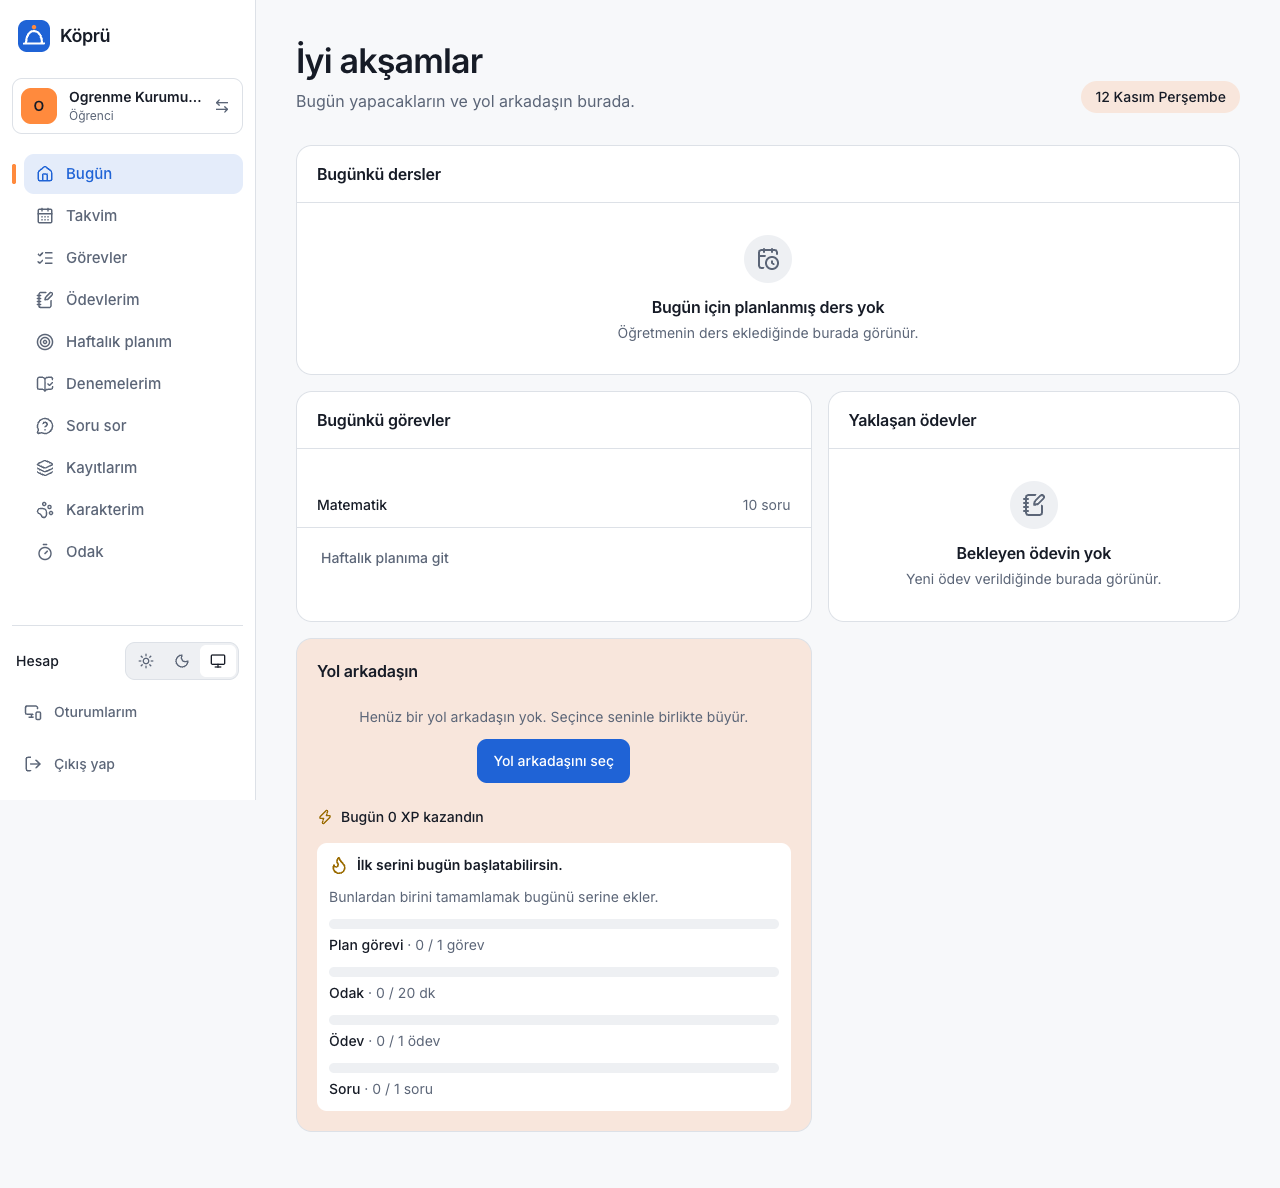 Köprü
O
Ogrenme Kurumu...
Öğrenci
Bugün
Takvim
Görevler
Ödevlerim
Haftalık planım
Denemelerim
Soru sor
Kayıtlarım
Karakterim
Odak
Hesap
Oturumlarım
Çıkış yap
İyi akşamlar
Bugün yapacakların ve yol arkadaşın burada.
12 Kasım Perşembe
Bugünkü dersler
Bugün için planlanmış ders yok
Öğretmenin ders eklediğinde burada görünür.
Bugünkü görevler
Matematik
10 soru
Haftalık planıma git
Yaklaşan ödevler
Bekleyen ödevin yok
Yeni ödev verildiğinde burada görünür.
Yol arkadaşın
Henüz bir yol arkadaşın yok. Seçince seninle birlikte büyür.
Yol arkadaşını seç
Bugün 0 XP kazandın
İlk serini bugün başlatabilirsin.
Bunlardan birini tamamlamak bugünü serine ekler.
Plan görevi · 0 / 1 görev
Odak · 0 / 20 dk
Ödev · 0 / 1 ödev
Soru · 0 / 1 soru